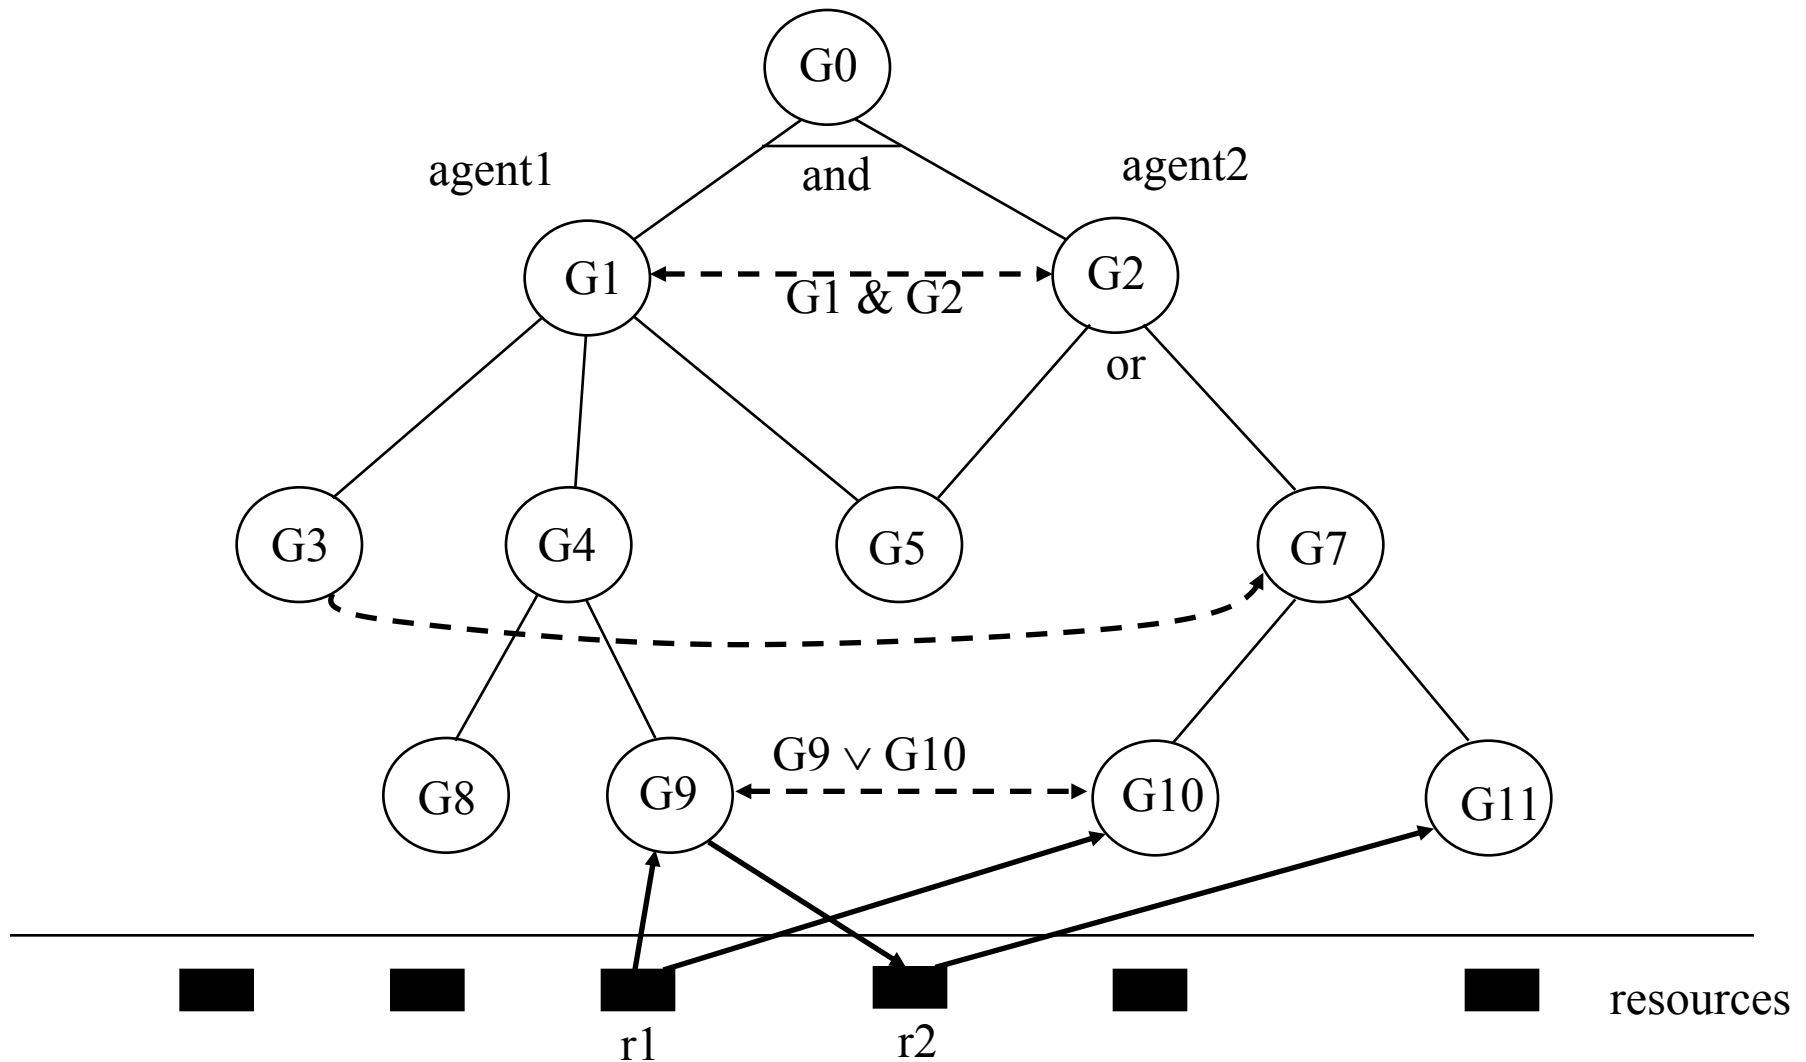 G0
agent1
and
agent2
G1
G2
G1 & G2
or
G3
G4
G5
G7
G9 ∨ G10
G8
G9
G10
G11
resources
r1
r2